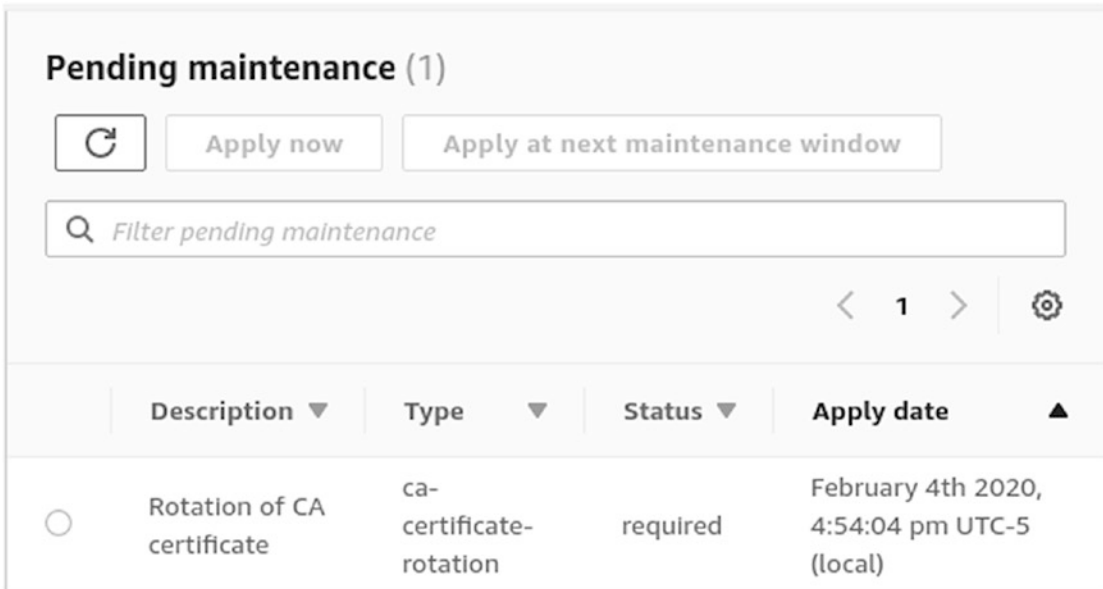 Pending maintenance (1)
Apply now
Apply at next maintenance window
Filter pending maintenance
1
Description Type Status Apply date
Rotation of CA
certificate
ca-
certificate-
rotation
required
February 4th 2020,
4:54:04 pm UTC-5
(local)